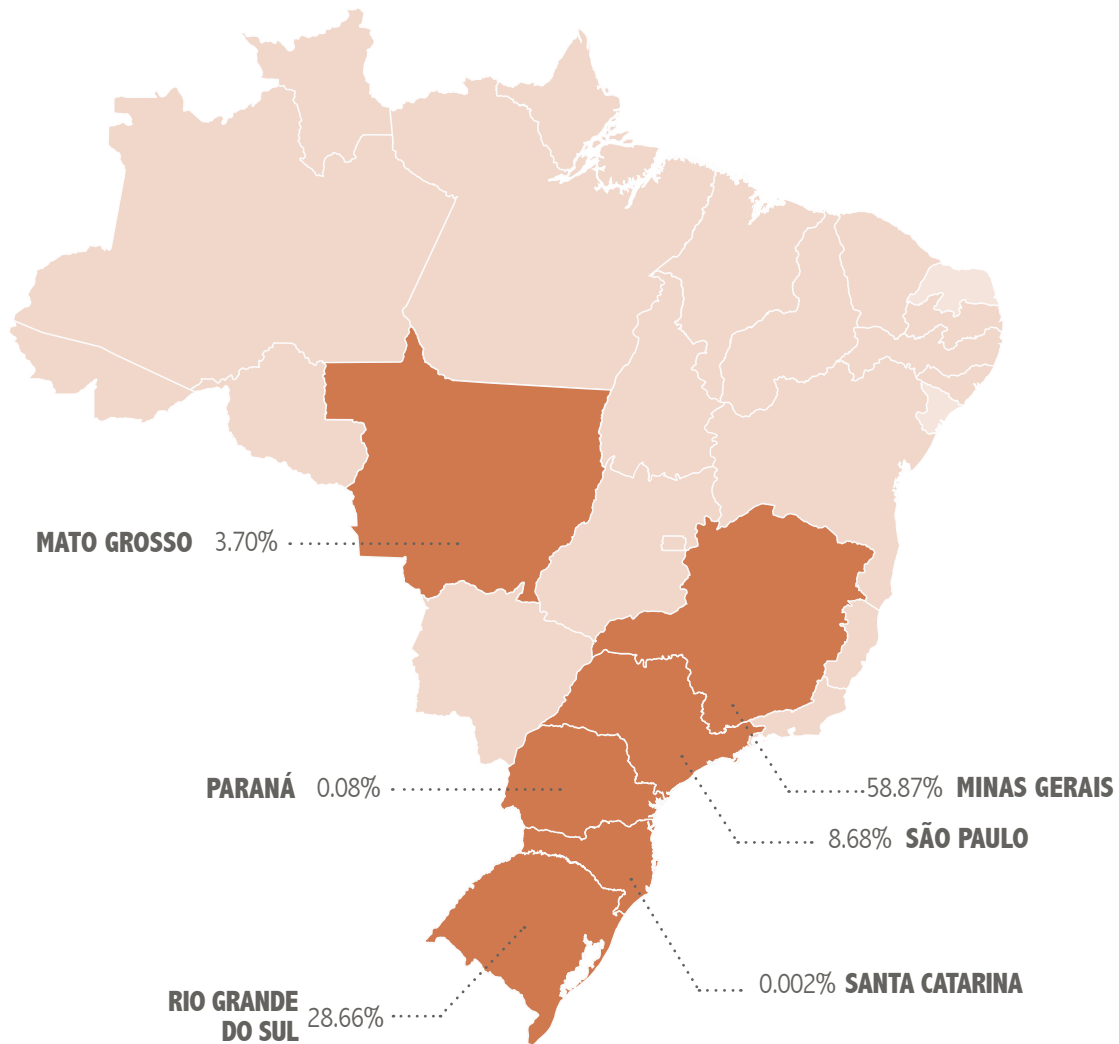 MATO GROSSO 3.70%
PARANÁ 0.08%
58.87% MINAS GERAIS
8.68% SÃO PAULO
0.002% SANTA CATARINA
RIO GRANDE
DO SUL 28.66%